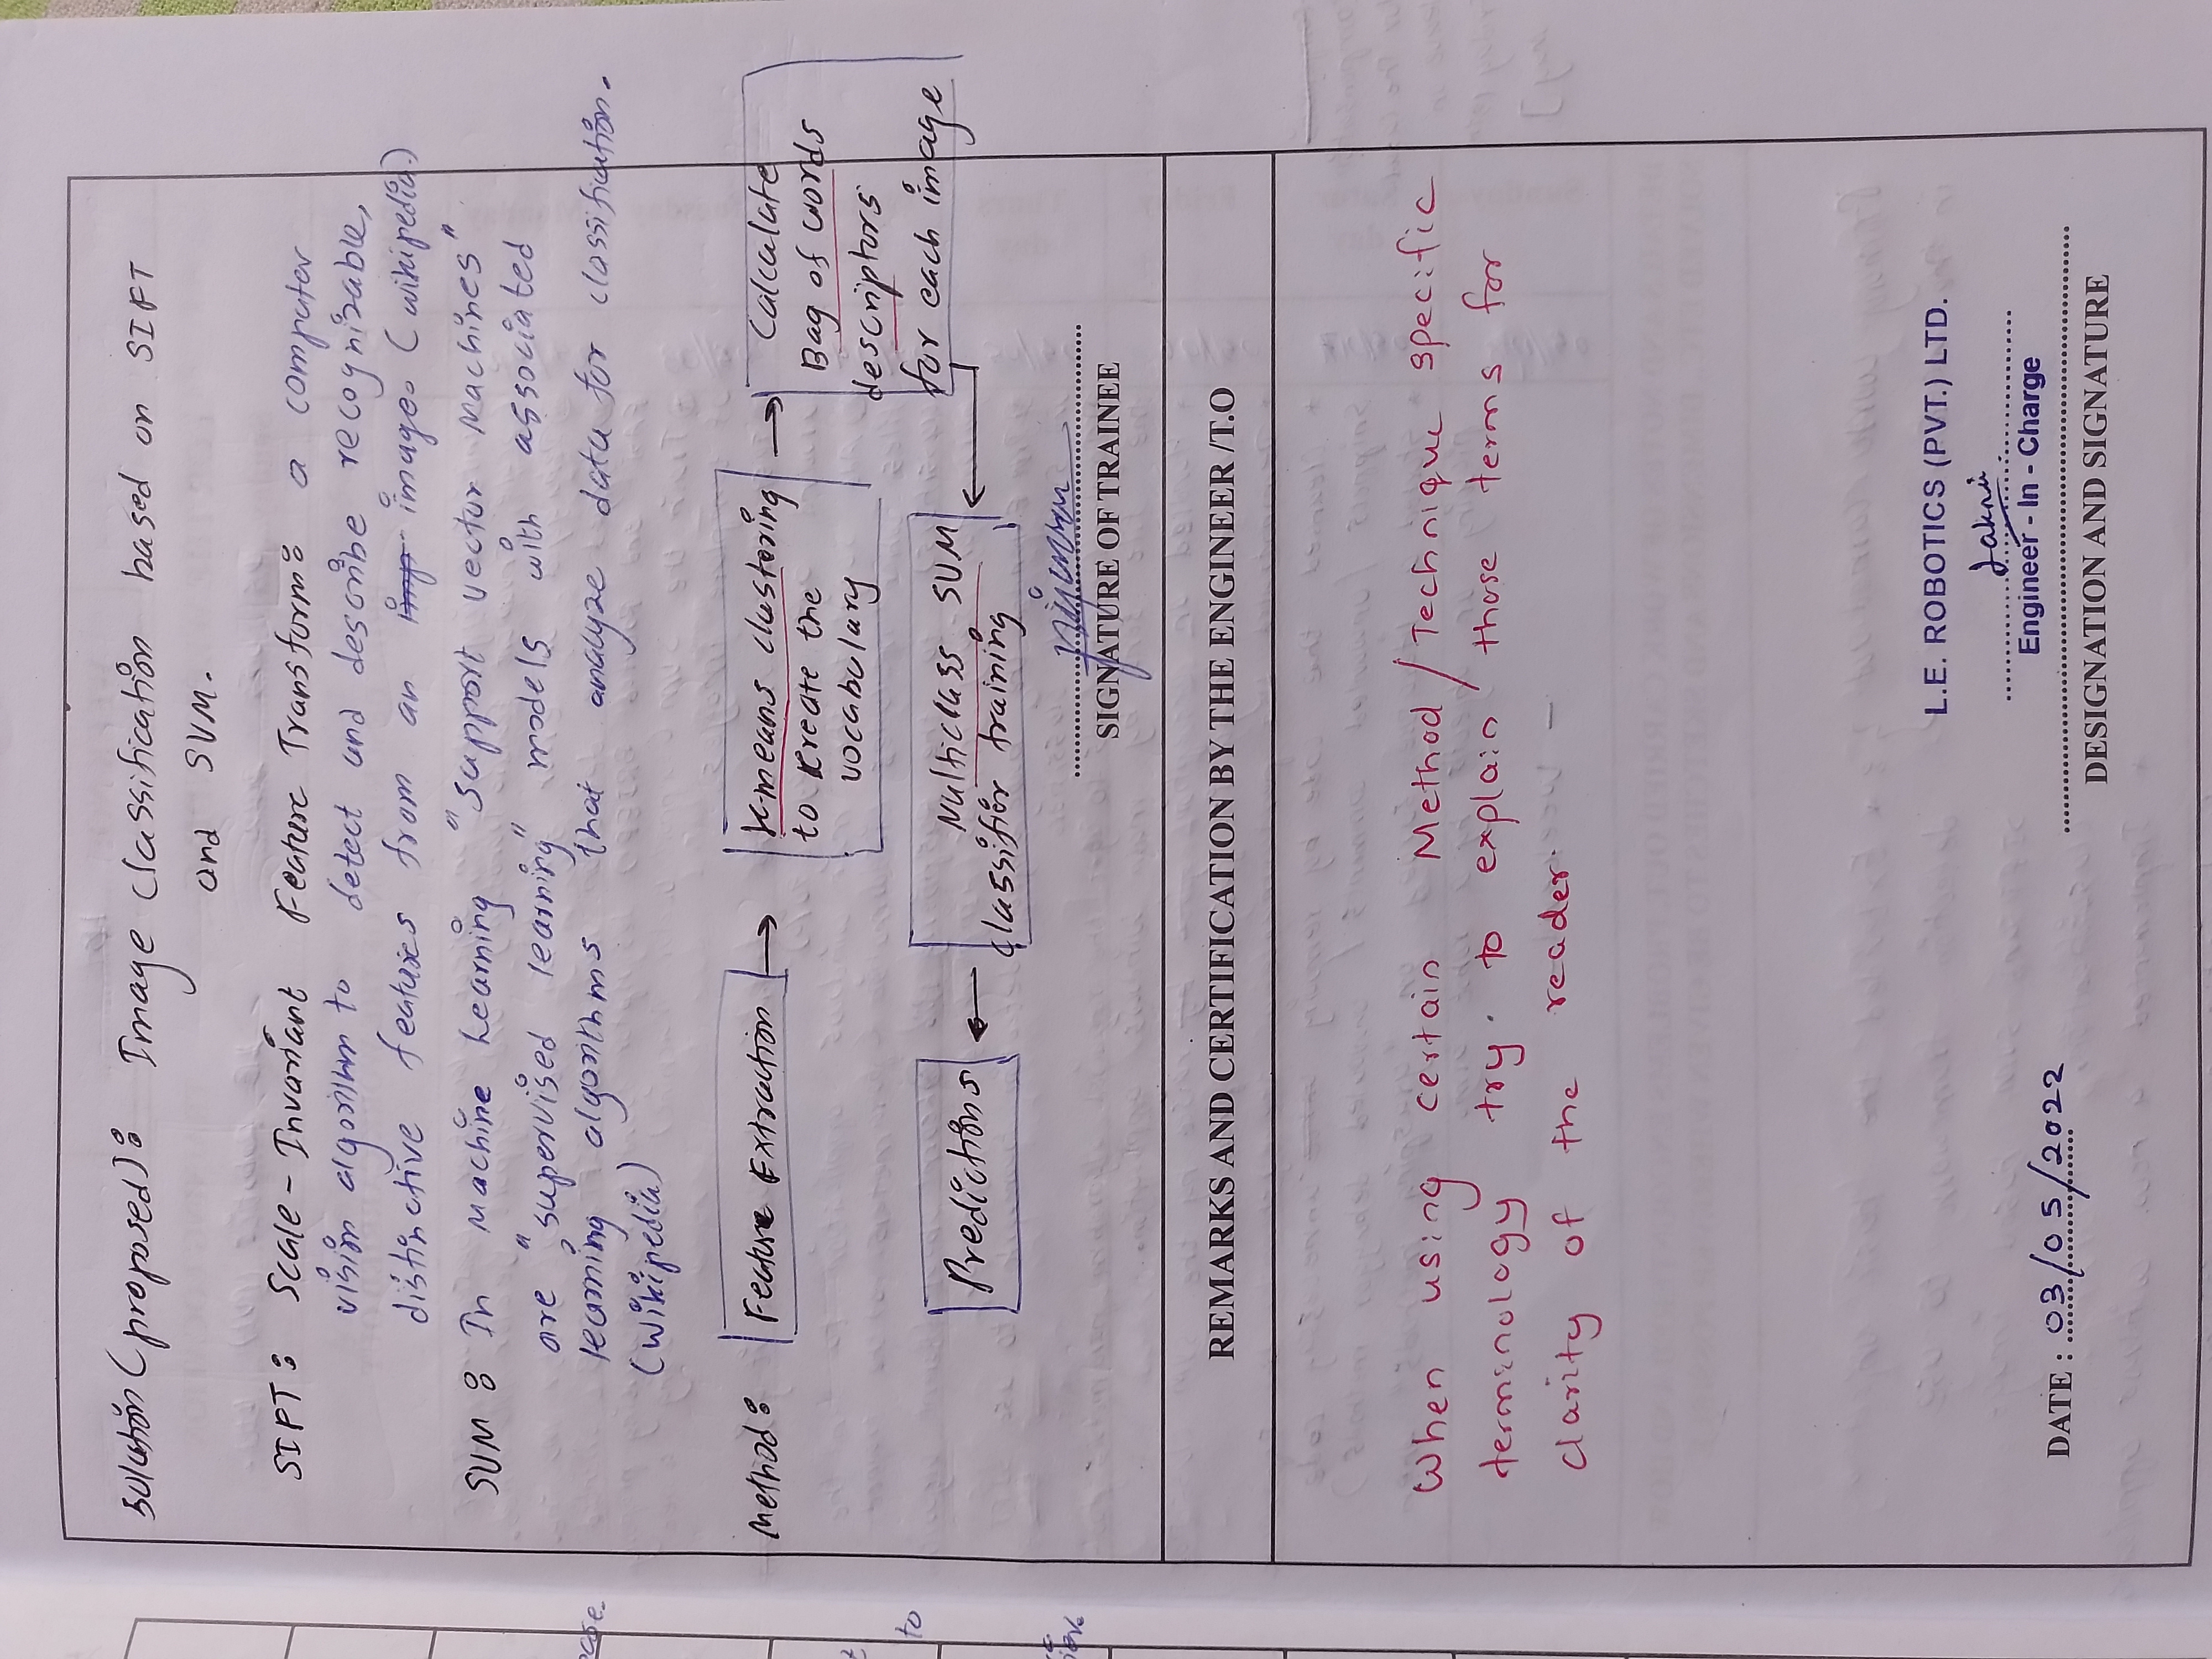 Solution (proposed): Image classification based on SIFT
and SVM.
SIFT: Scale-Invariant Feature Transform: a computer
vision algorithm to detect and describe recognizable,
distinctive features from an image. (wikipedia.)
SVM: In Machine Learning "Support Vector Machines"
are "supervised learning" models with associated
learning algorithms that analyze data for classification.
(Wikipedia)
Method: Feature Extraction → K-means clustering
to create the
vocabulary → Calculate
Bag of words
descriptors
for each image
Predictions ← Multiclass SVM
classifier training
SIGNATURE OF TRAINEE
REMARKS AND CERTIFICATION BY THE ENGINEER /T.O
When using certain Method / Technique specific
terminology try to explain those terms for
clarity of the reader.
L.E. ROBOTICS (PVT.) LTD.
Engineer - In - Charge
DATE : 03/05/2022
DESIGNATION AND SIGNATURE